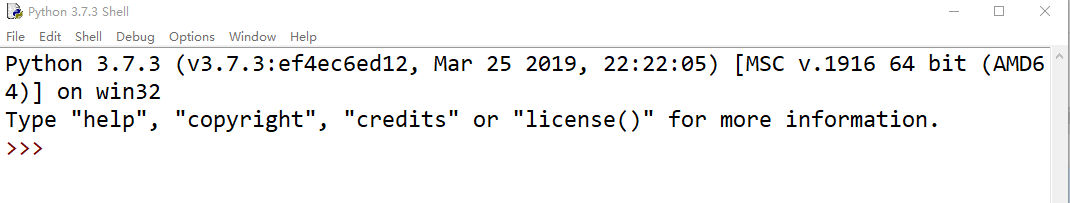 Python 3.7.3 Shell
File Edit Shell Debug Options Window Help
Python 3.7.3 (v3.7.3:ef4ec6ed12, Mar 25 2019, 22:22:05) [MSC v.1916 64 bit (AMD6
4)] on win32
Type "help", "copyright", "credits" or "license()" for more information.
>>>